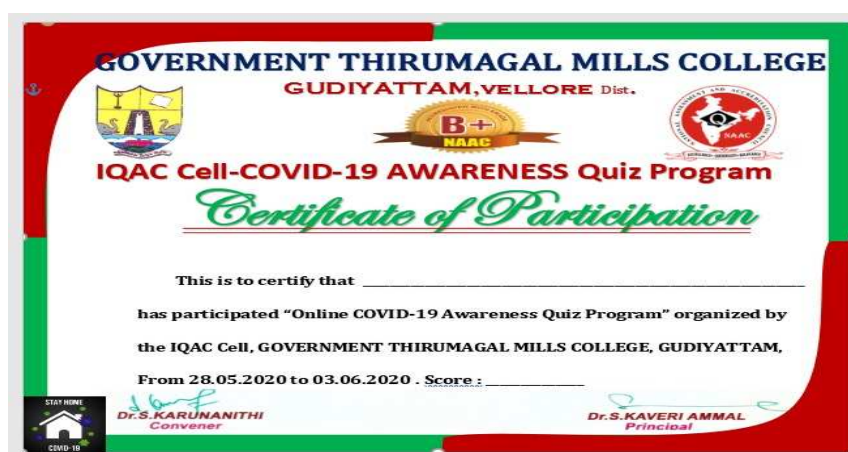 GOVERNMENT THIRUMAGAL MILLS COLLEGE
GUDIYATTAM,VELLORE Dist.
B+
NAAC
NAAC
IQAC Cell-COVID-19 AWARENESS Quiz Program
Certificate of Participation
This is to certify that
has participated “Online COVID-19 Awareness Quiz Program” organized by
the IQAC Cell, GOVERNMENT THIRUMAGAL MILLS COLLEGE, GUDIYATTAM,
From 28.05.2020 to 03.06.2020 . Score :
STAY HOME
COVID-19
Dr.S.KARUNANITHI
Convener
Dr.S.KAVERI AMMAL
Principal